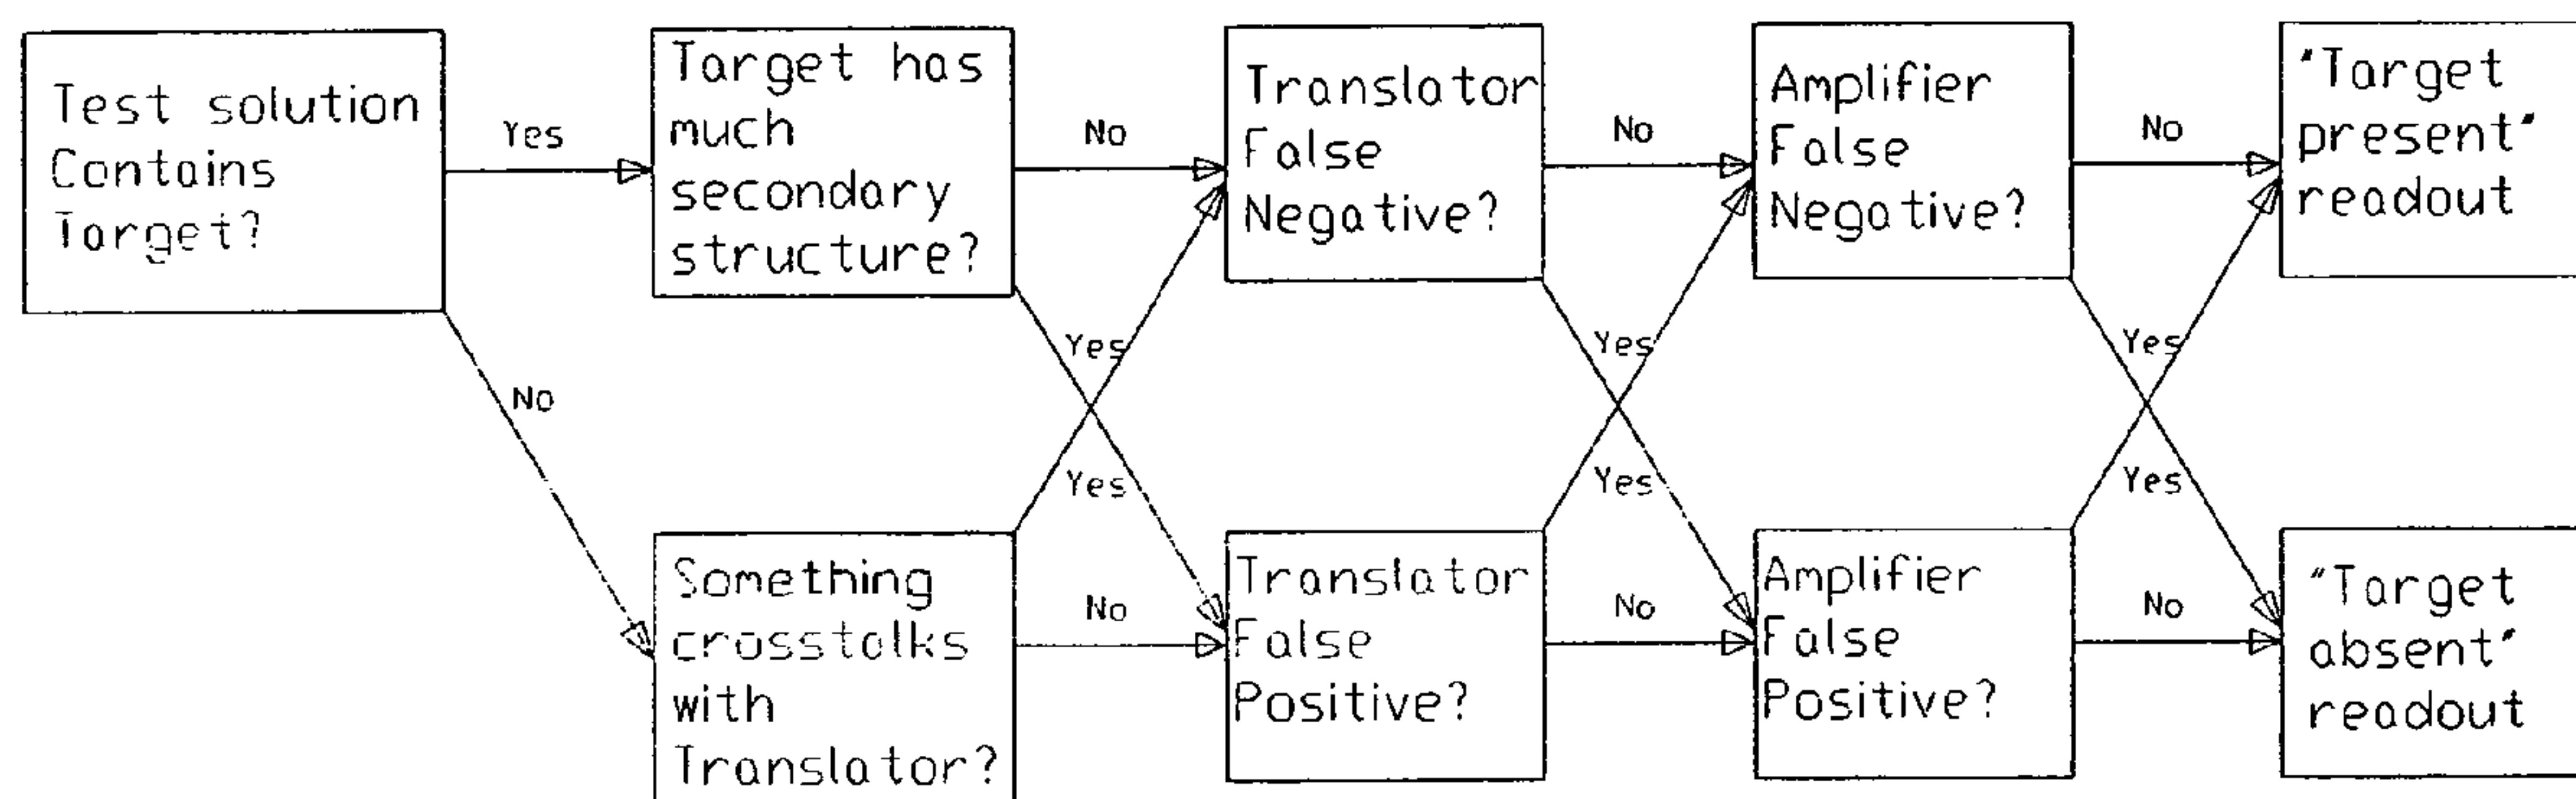 Test solution
Contains
Target?
Yes
No
Target has
much
secondary
structure?
Something
crosstalks
with
Translator?
No
Yes
Yes
No
Translator
False
Negative?
Translator
False
Positive?
No
Yes
Yes
No
Amplifier
False
Negative?
Amplifier
False
Positive?
No
Yes
Yes
No
"Target
present"
readout
"Target
absent"
readout